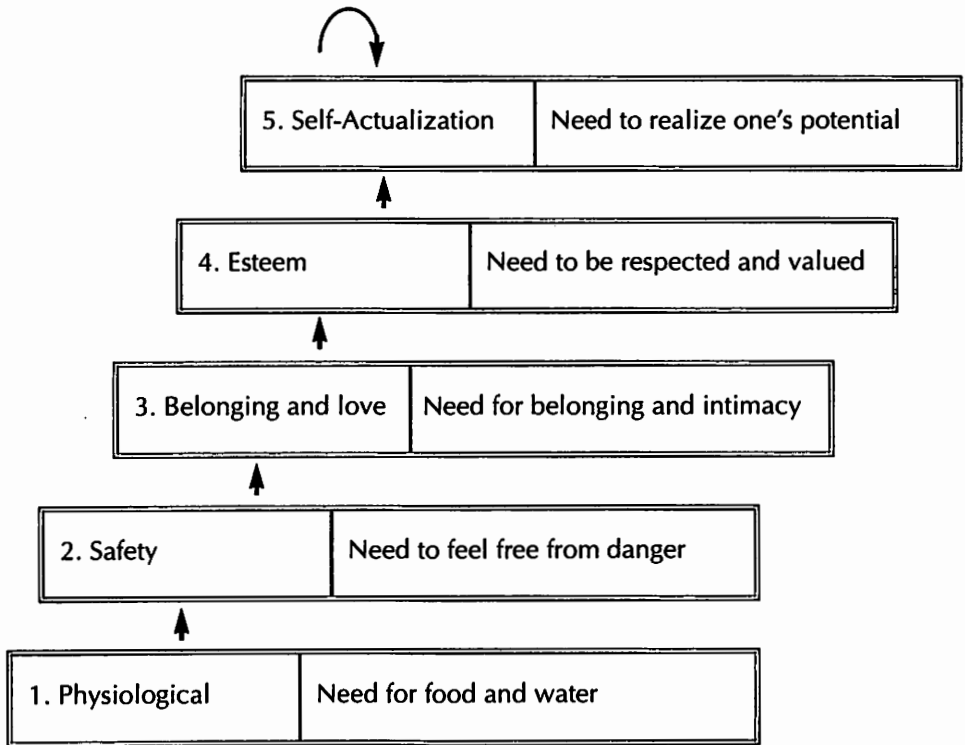 5. Self-Actualization Need to realize one's potential
4. Esteem Need to be respected and valued
3. Belonging and love Need for belonging and intimacy
2. Safety Need to feel free from danger
1. Physiological Need for food and water